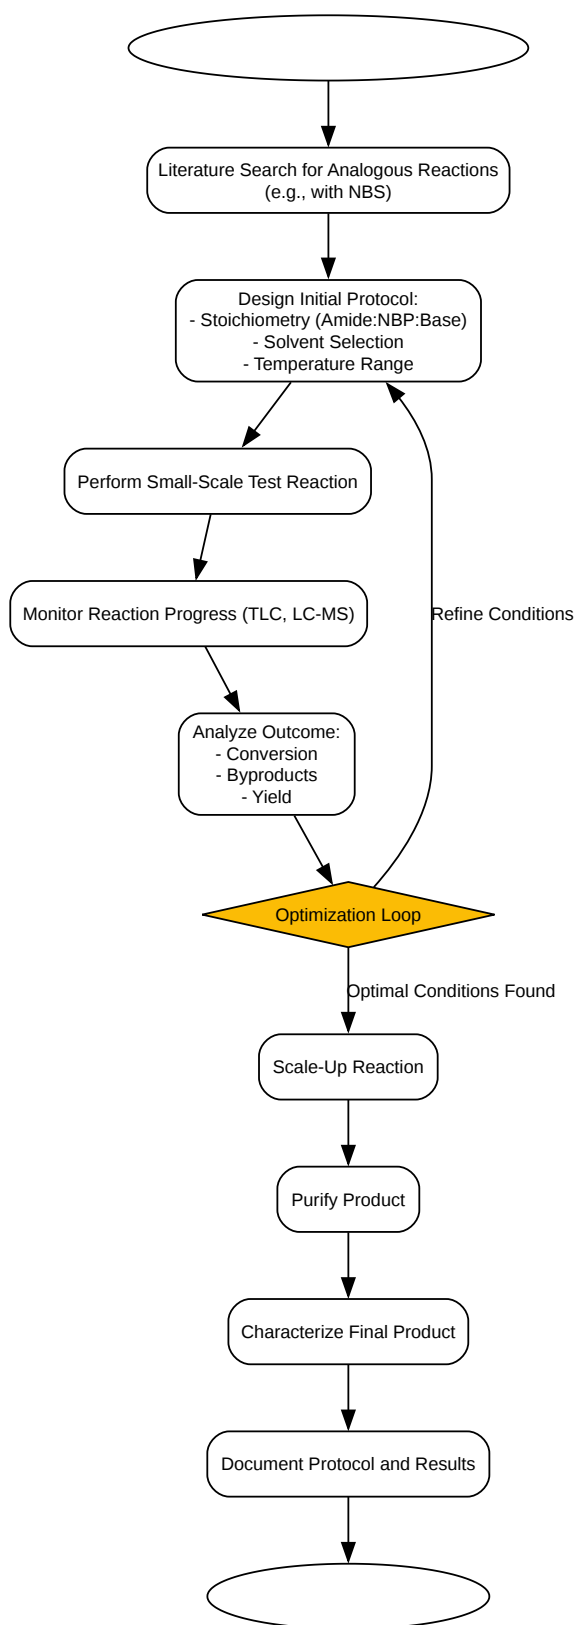 Literature Search for Analogous Reactions
(e.g., with NBS)
Design Initial Protocol:
- Stoichiometry (Amide:NBP:Base)
- Solvent Selection
- Temperature Range
Perform Small-Scale Test Reaction
Monitor Reaction Progress (TLC, LC-MS)
Refine Conditions
Analyze Outcome:
- Conversion
- Byproducts
- Yield
Optimization Loop
Optimal Conditions Found
Scale-Up Reaction
Purify Product
Characterize Final Product
Document Protocol and Results